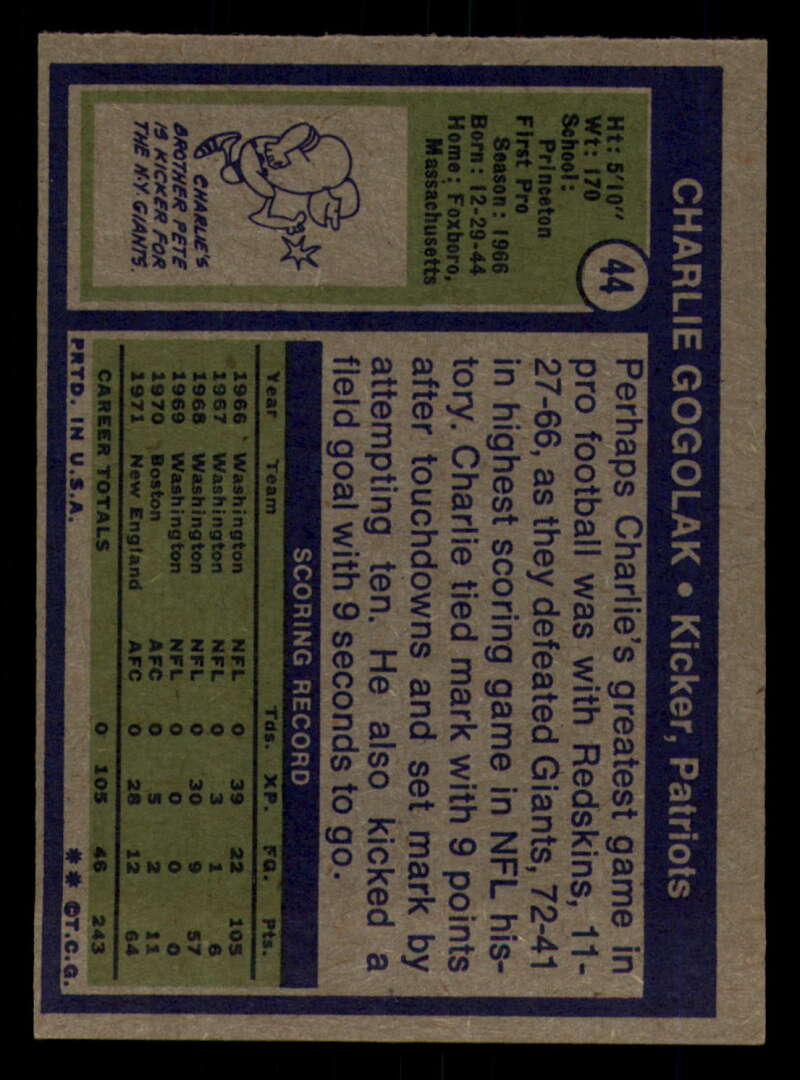 CHARLIE GOGOLAK • Kicker, Patriots
44
Ht: 5'10"
Wt: 170
School:
Princeton
First Pro
Season: 1966
Born: 12-29-44
Home: Foxboro,
Massachusetts
CHARLIE'S
BROTHER PETE
IS KICKER FOR
THE N.Y. GIANTS.
Perhaps Charlie's greatest game in
pro football was with Redskins, 11-
27-66, as they defeated Giants, 72-41
in highest scoring game in NFL his-
tory. Charlie tied mark with 9 points
after touchdowns and set mark by
attempting ten. He also kicked a
field goal with 9 seconds to go.
SCORING RECORD
Year Team Tds. XP. FG. Pts.
1966 Washington NFL 0 39 22 105
1967 Washington NFL 0 3 1 6
1968 Washington NFL 0 30 9 57
1969 Washington NFL 0 0 0 0
1970 Boston AFC 0 5 2 11
1971 New England AFC 0 28 12 64
CAREER TOTALS 0 105 46 243
PRTD. IN U.S.A. ** ©T.C.G.